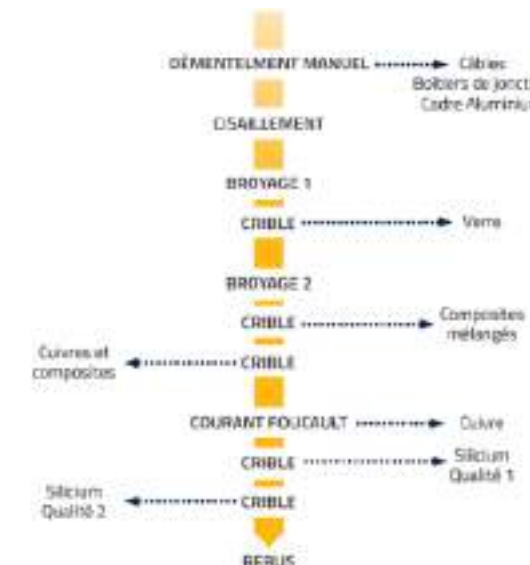 DÉMENTELMENT MANUEL
Câbles
Boîtiers de jonct
Cadre Aluminiu
CISAILLEMENT
BROYAGE 1
CRIBLE
Verre
BROYAGE 2
CRIBLE
Composites
mélangés
Cuivres et
composites
CRIBLE
COURANT FOUCAULT
Cuivre
CRIBLE
Silicium
Qualité 1
Silicium
Qualité 2
CRIBLE
REBUS